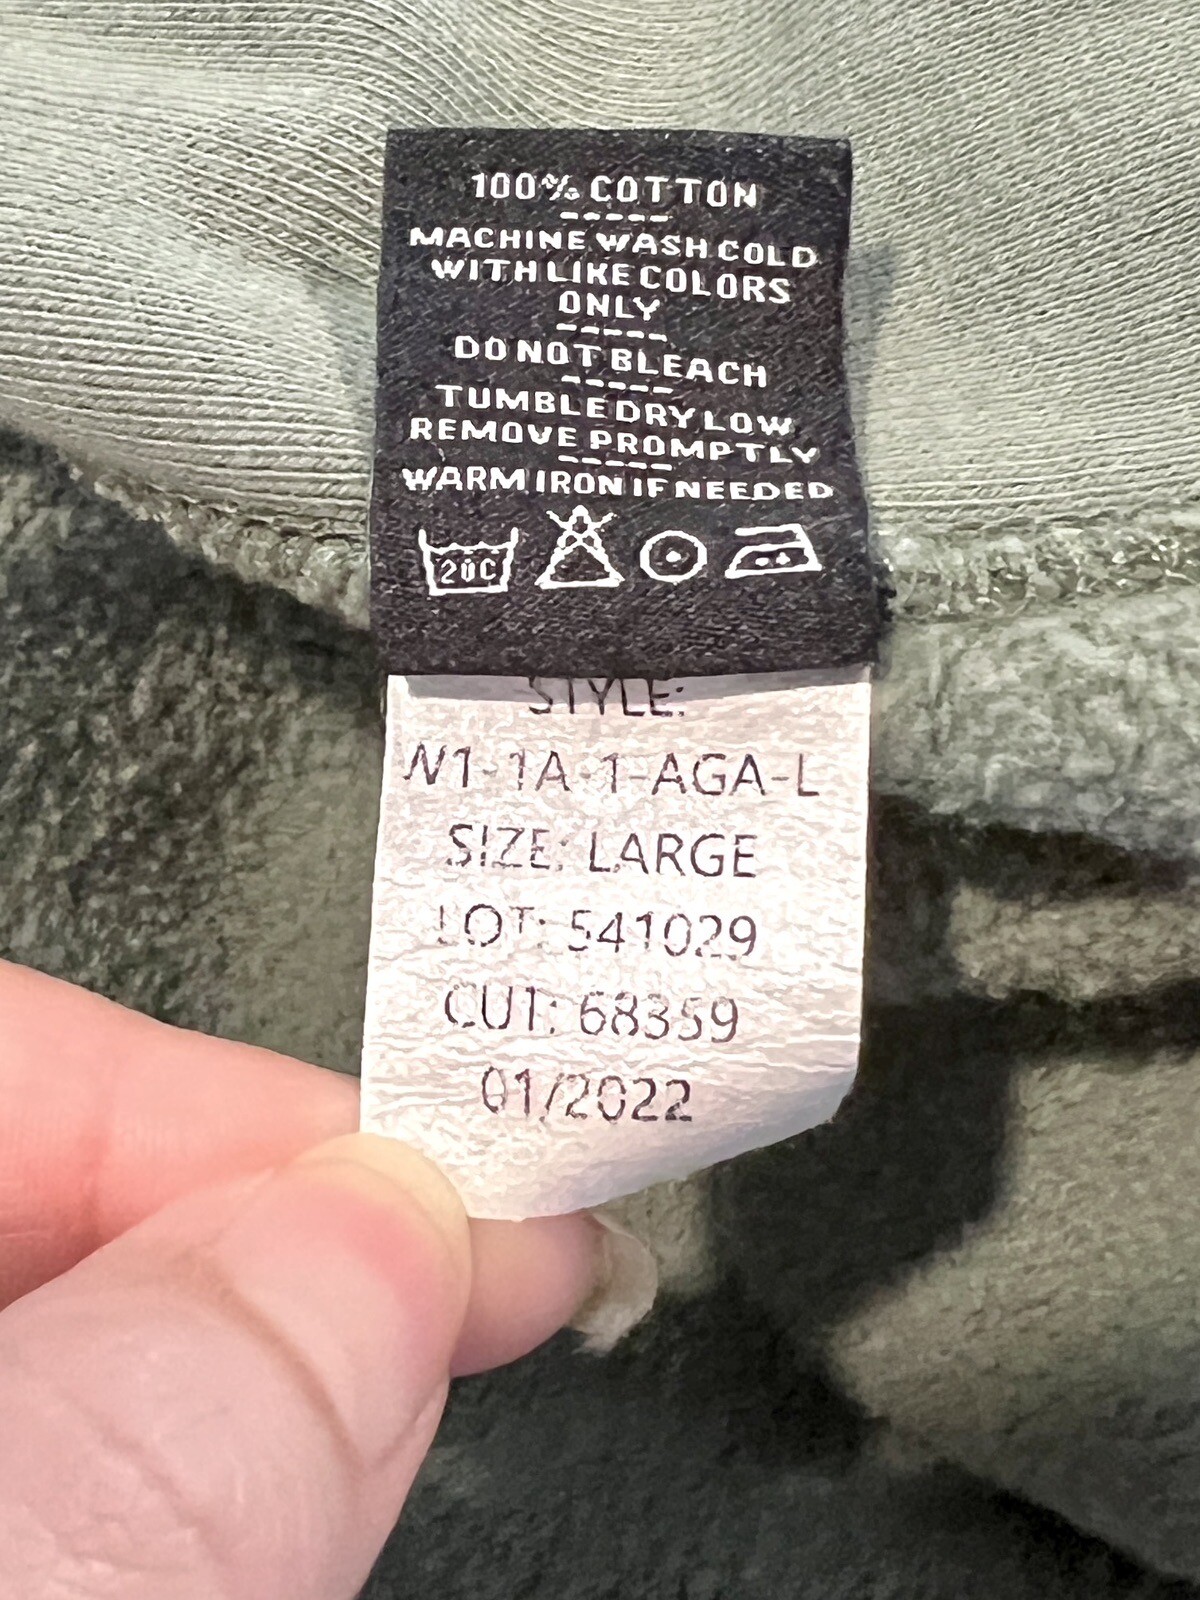 100% COTTON
-----
MACHINE WASH COLD
WITH LIKE COLORS
ONLY
-----
DO NOT BLEACH
-----
TUMBLE DRY LOW
REMOVE PROMPTLY
-----
WARM IRON IF NEEDED
20C
STYLE:
N1-1A-1-AGA-L
SIZE: LARGE
LOT: 541029
CUT: 68359
01/2022